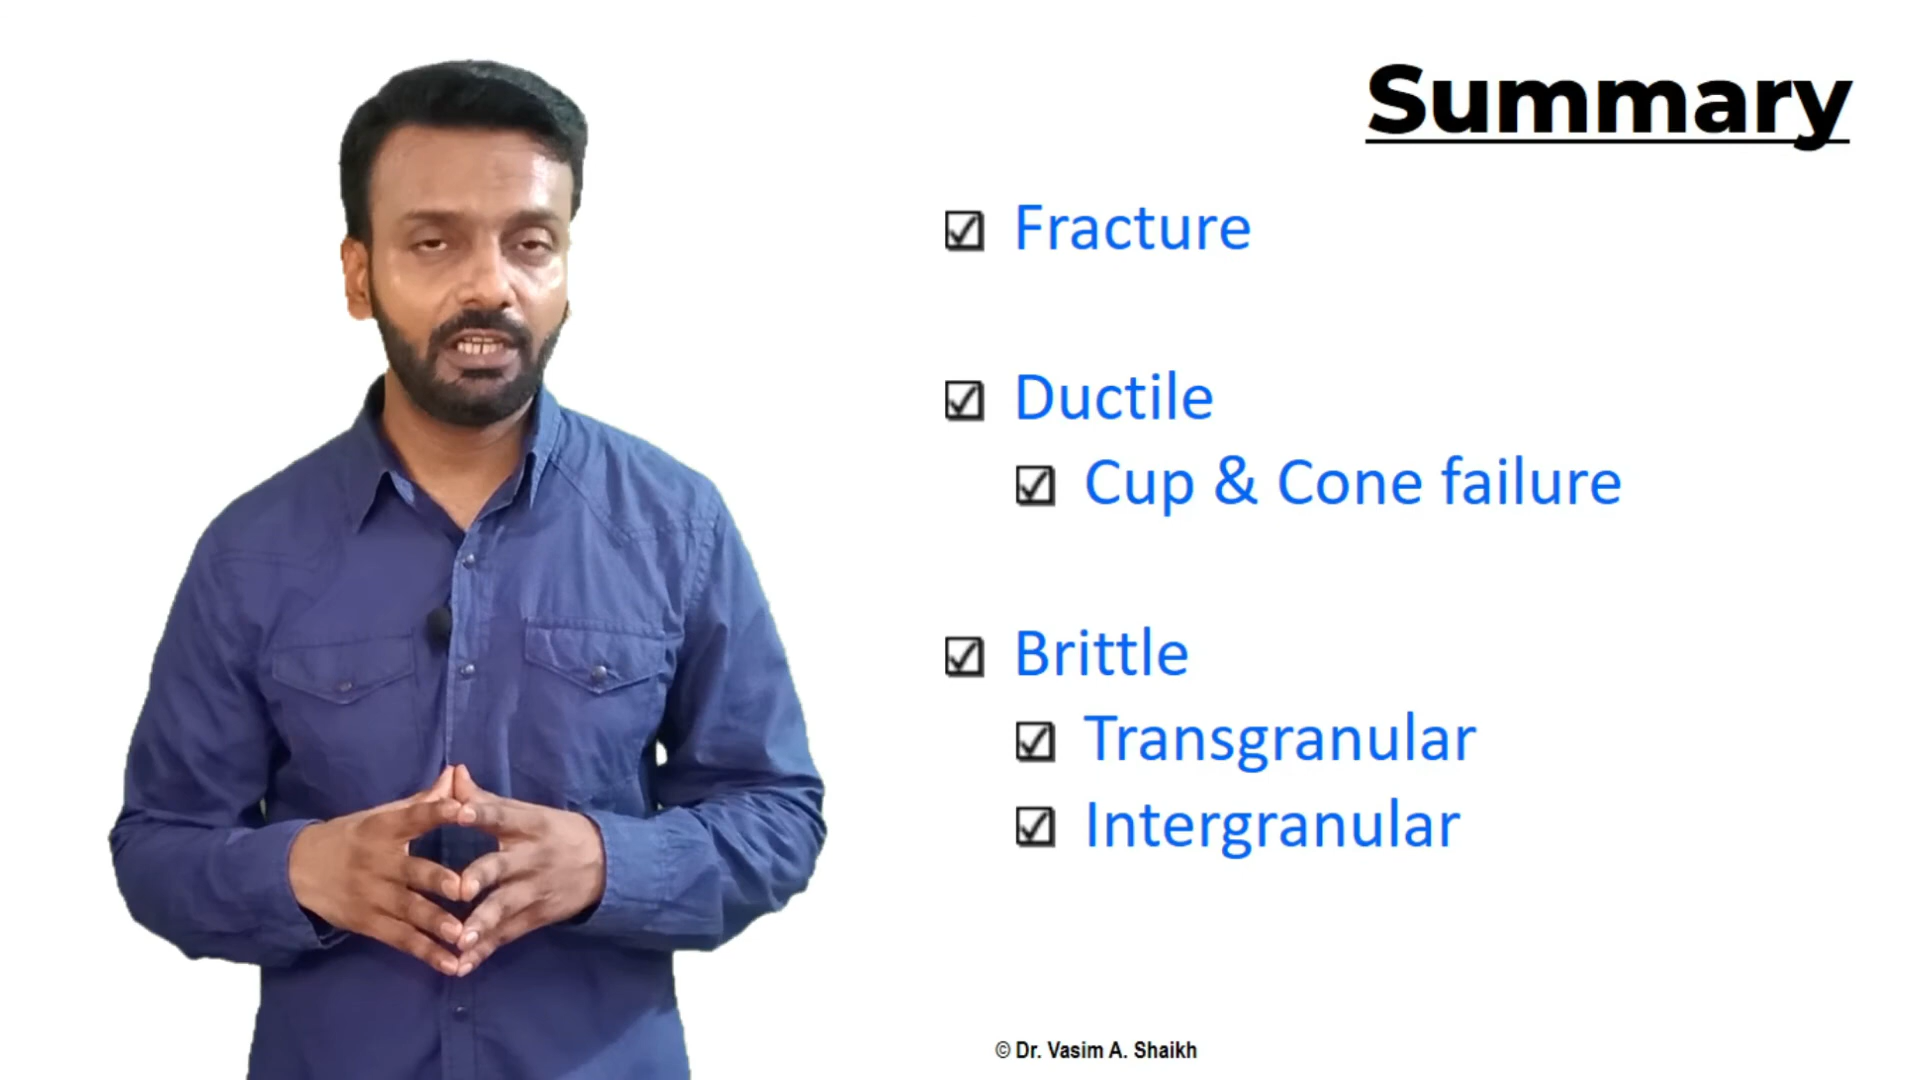 Summary
Fracture
Ductile
Cup & Cone failure
Brittle
Transgranular
Intergranular
© Dr. Vasim A. Shaikh